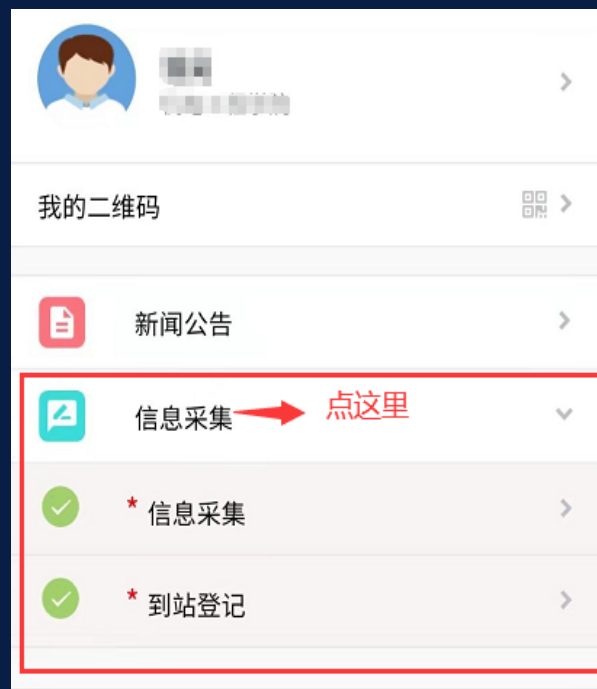 我的二维码
新闻公告
信息采集 点这里
* 信息采集
* 到站登记